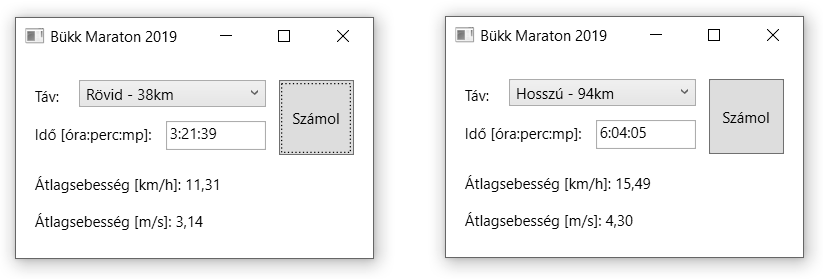 Bükk Maraton 2019
Táv: Rövid - 38km
Számol
Idő [óra:perc:mp]: 3:21:39
Átlagsebesség [km/h]: 11,31
Átlagsebesség [m/s]: 3,14
Bükk Maraton 2019
Táv: Hosszú - 94km
Számol
Idő [óra:perc:mp]: 6:04:05
Átlagsebesség [km/h]: 15,49
Átlagsebesség [m/s]: 4,30